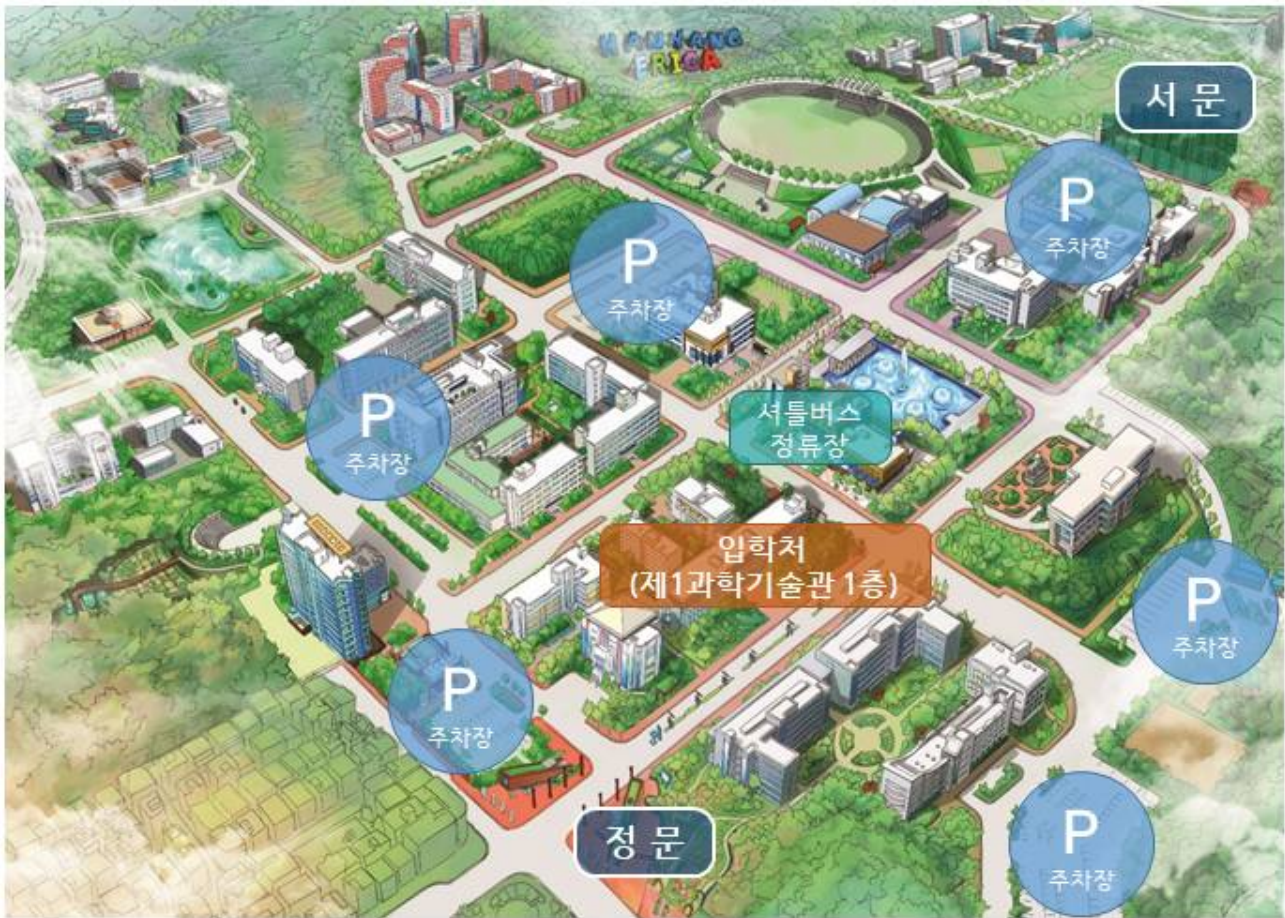 HANYANG
ERICA
서 문
P
주차장
P
주차장
P
주차장
셔틀버스
정류장
입학처
(제1과학기술관 1층)
P
주차장
P
주차장
정 문
P
주차장